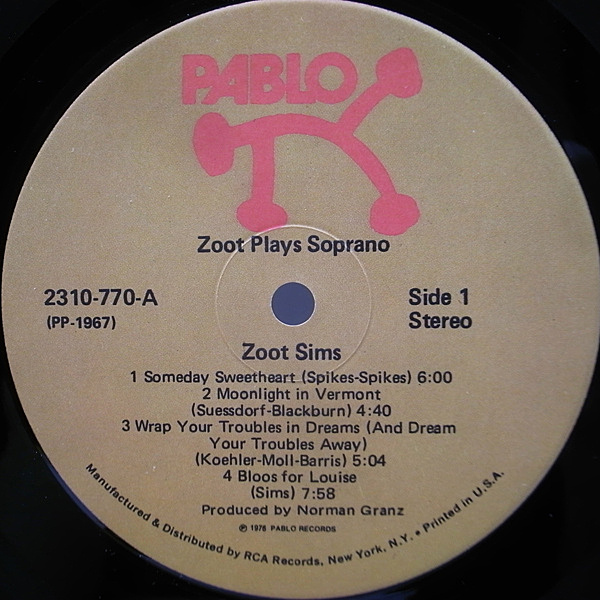 PABLO
Zoot Plays Soprano
2310-770-A
(PP-1967)
Side 1
Stereo
Zoot Sims
1 Someday Sweetheart (Spikes-Spikes) 6:00
2 Moonlight in Vermont
(Suessdorf-Blackburn) 4:40
3 Wrap Your Troubles in Dreams (And Dream
Your Troubles Away)
(Koehler-Moll-Barris) 5:04
4 Bloos for Louise
(Sims) 7:58
Produced by Norman Granz
℗ 1976 PABLO RECORDS
Manufactured & Distributed by RCA Records, New York, N.Y. • Printed in U.S.A.